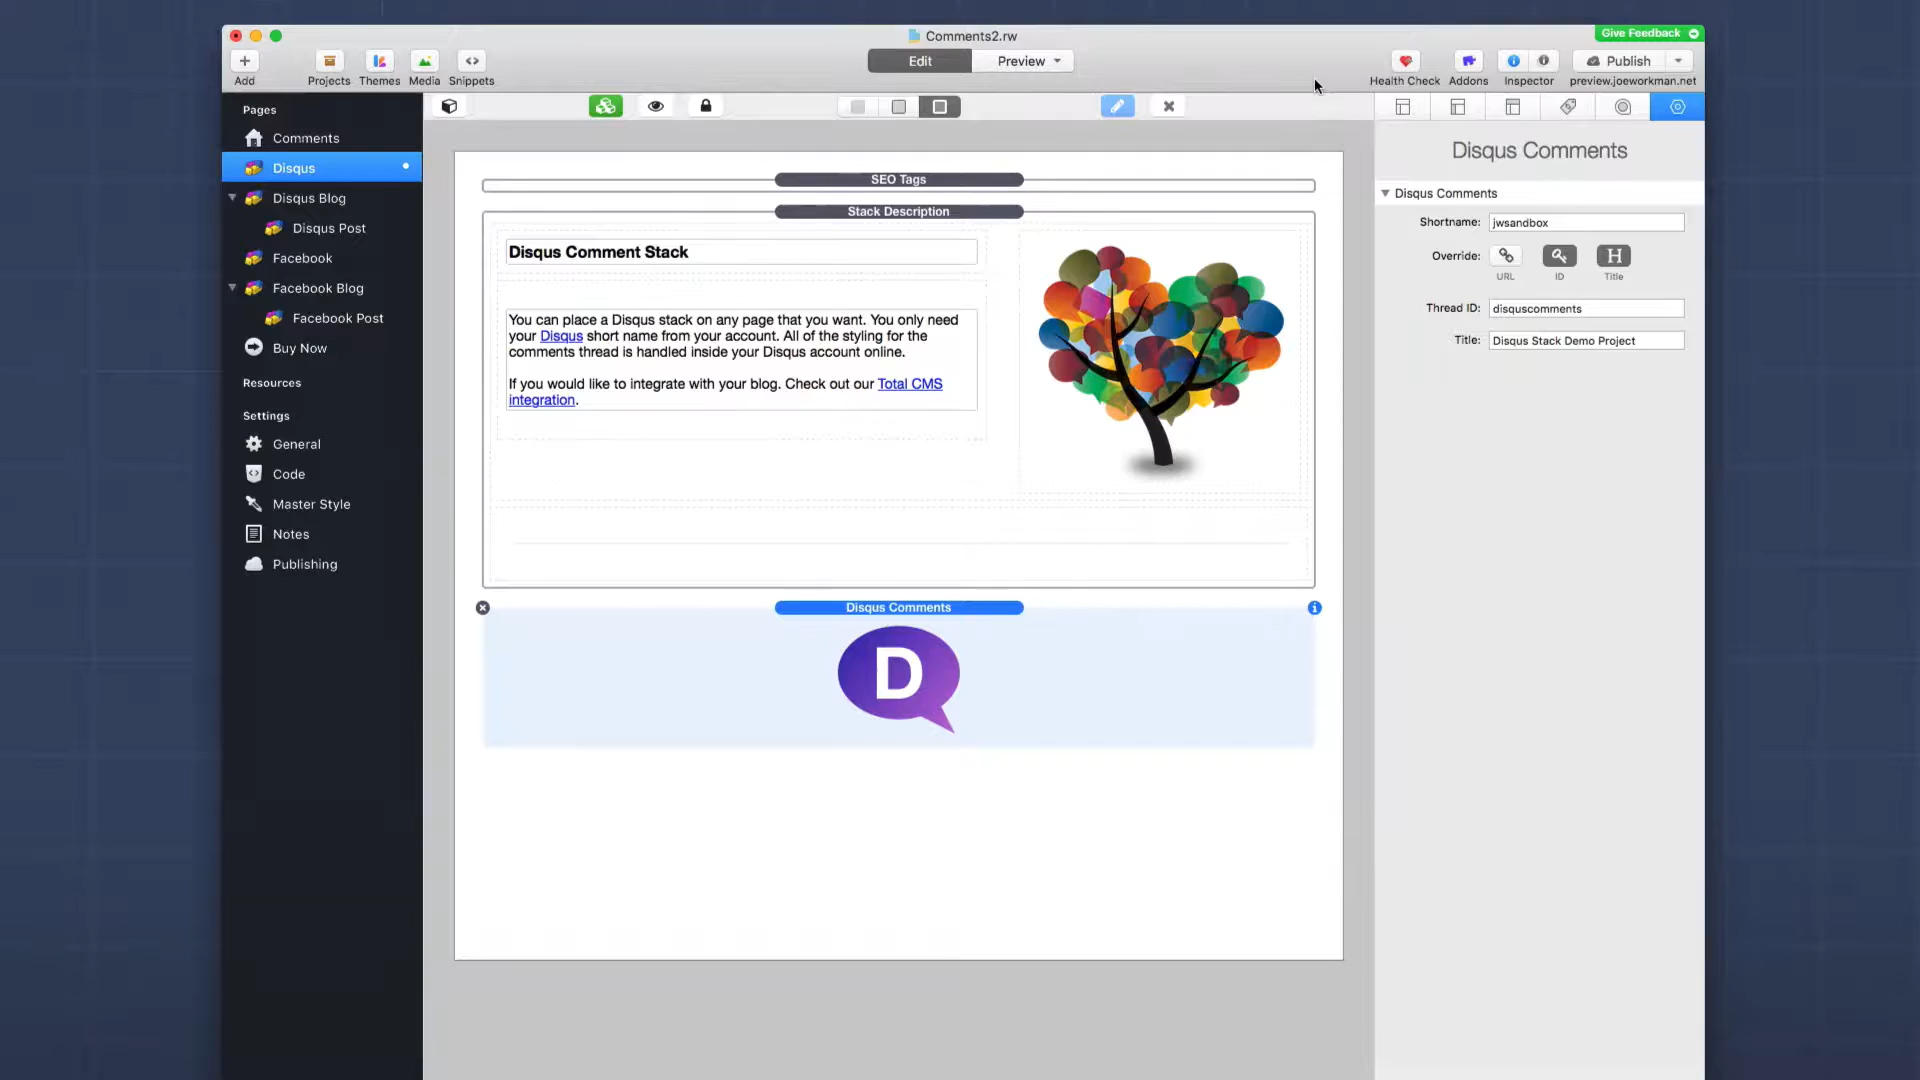 Comments2.rw
Give Feedback
Add
Projects
Themes
Media
Snippets
Edit
Preview
Health Check
Addons
Inspector
Publish
preview.joeworkman.net
Pages
Comments
Disqus
Disqus Blog
Disqus Post
Facebook
Facebook Blog
Facebook Post
Buy Now
Resources
Settings
General
Code
Master Style
Notes
Publishing
SEO Tags
Stack Description
Disqus Comment Stack
You can place a Disqus stack on any page that you want. You only need
your Disqus short name from your account. All of the styling for the
comments thread is handled inside your Disqus account online.
If you would like to integrate with your blog. Check out our Total CMS
integration.
Disqus Comments
D
Disqus Comments
Disqus Comments
Shortname: jwsandbox
Override:
H
URL
ID
Title
Thread ID: disquscomments
Title: Disqus Stack Demo Project